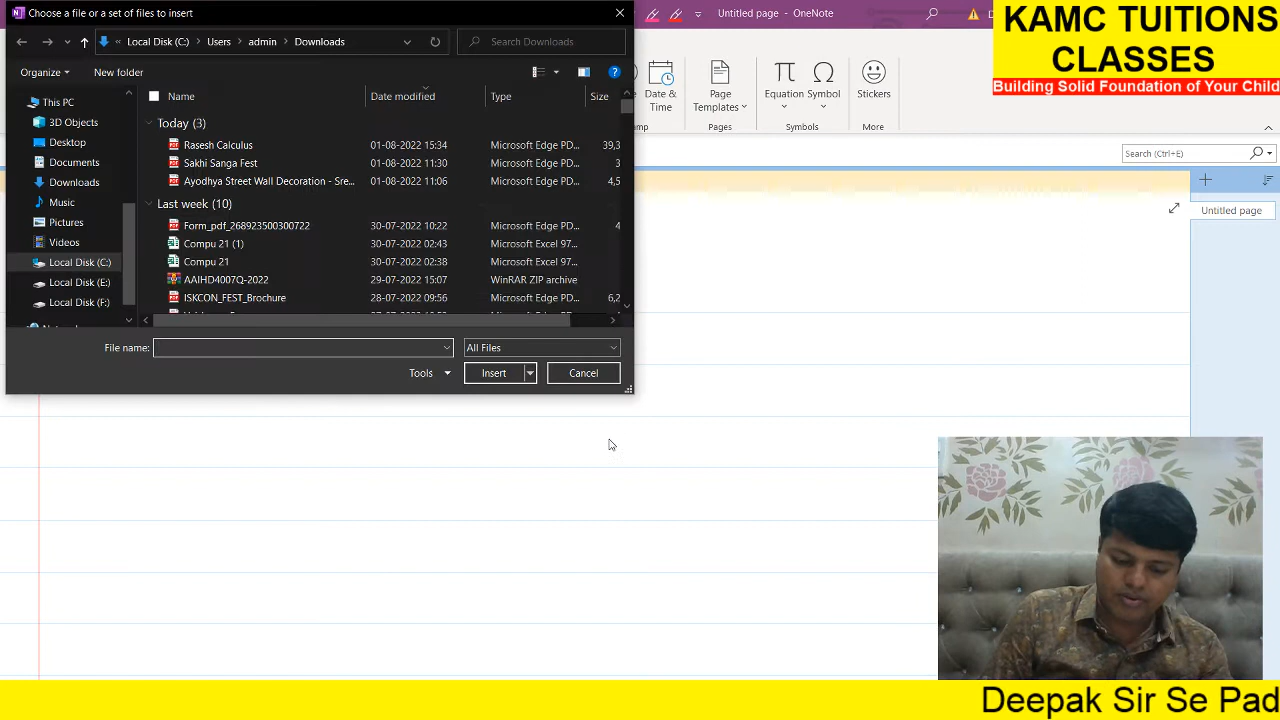 Choose a file or a set of files to insert
Untitled page - OneNote
KAMC TUITIONS
CLASSES
Building Solid Foundation of Your Child
« Local Disk (C:) > Users > admin > Downloads
Search Downloads
Organize
New folder
Date &
Time
Page
Templates
Equation
Symbol
Stickers
Pages
Symbols
More
Search (Ctrl+E)
Untitled page
This PC
3D Objects
Desktop
Documents
Downloads
Music
Pictures
Videos
Local Disk (C:)
Local Disk (E:)
Local Disk (F:)
Name Date modified Type Size
Today (3)
Rasesh Calculus 01-08-2022 15:34 Microsoft Edge PD... 39,3
Sakhi Sanga Fest 01-08-2022 11:30 Microsoft Edge PD... 3
Ayodhya Street Wall Decoration - Sre... 01-08-2022 11:06 Microsoft Edge PD... 4,5
Last week (10)
Form_pdf_268923500300722 30-07-2022 10:22 Microsoft Edge PD... 4
Compu 21 (1) 30-07-2022 02:43 Microsoft Excel 97...
Compu 21 30-07-2022 02:38 Microsoft Excel 97...
AAIHD4007Q-2022 29-07-2022 15:07 WinRAR ZIP archive
ISKCON_FEST_Brochure 28-07-2022 09:56 Microsoft Edge PD... 6,2
File name:
All Files
Tools
Insert
Cancel
Deepak Sir Se Pad